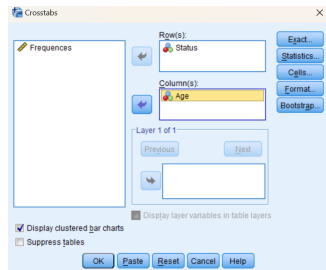 Crosstabs
Row(s):
Frequences
Status
Exact...
Statistics...
Cells...
Column(s):
Age
Format...
Bootstrap...
Layer 1 of 1
Previous
Next
Display layer variables in table layers
Display clustered bar charts
Suppress tables
OK
Paste
Reset
Cancel
Help